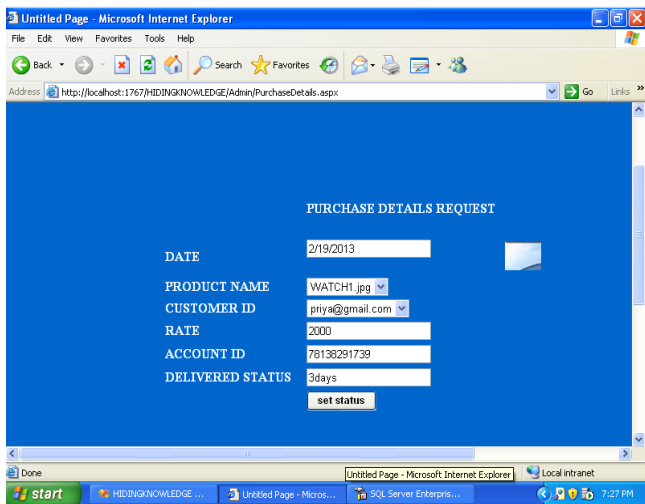 Untitled Page - Microsoft Internet Explorer
File Edit View Favorites Tools Help
Back Search Favorites
Address http://localhost:1767/HIDINGKNOWLEDGE/Admin/PurchaseDetails.aspx Go Links »
PURCHASE DETAILS REQUEST
DATE 2/19/2013
PRODUCT NAME WATCH1.jpg
CUSTOMER ID priya@gmail.com
RATE 2000
ACCOUNT ID 78138291739
DELIVERED STATUS 3days
set status
Done Untitled Page - Microsoft Internet Explorer Local intranet
start HIDINGKNOWLEDGE ... Untitled Page - Micros... SQL Server Enterpris... 7:27 PM